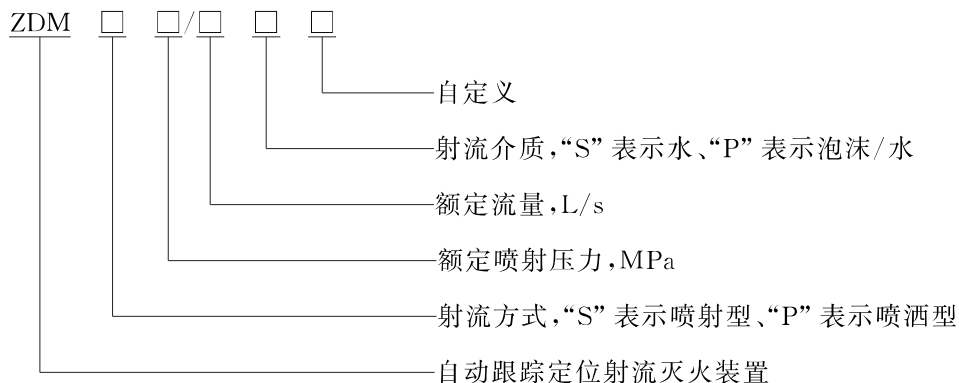 ZDM □ □/□ □ □
自定义
射流介质,“S”表示水、“P”表示泡沫/水
额定流量,L/s
额定喷射压力,MPa
射流方式,“S”表示喷射型、“P”表示喷洒型
自动跟踪定位射流灭火装置